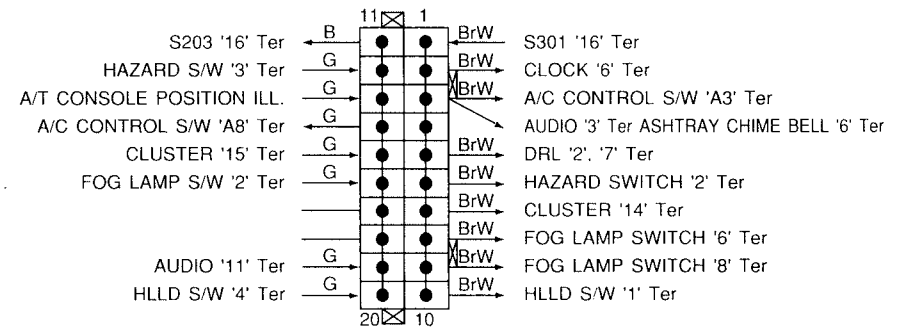 11 1
S203 '16' Ter B BrW S301 '16' Ter
HAZARD S/W '3' Ter G BrW CLOCK '6' Ter
A/T CONSOLE POSITION ILL. G BrW A/C CONTROL S/W 'A3' Ter
A/C CONTROL S/W 'A8' Ter G AUDIO '3' Ter ASHTRAY CHIME BELL '6' Ter
CLUSTER '15' Ter G BrW DRL '2', '7' Ter
FOG LAMP S/W '2' Ter G BrW HAZARD SWITCH '2' Ter
BrW CLUSTER '14' Ter
BrW FOG LAMP SWITCH '6' Ter
AUDIO '11' Ter G BrW FOG LAMP SWITCH '8' Ter
HLLD S/W '4' Ter G BrW HLLD S/W '1' Ter
20 10